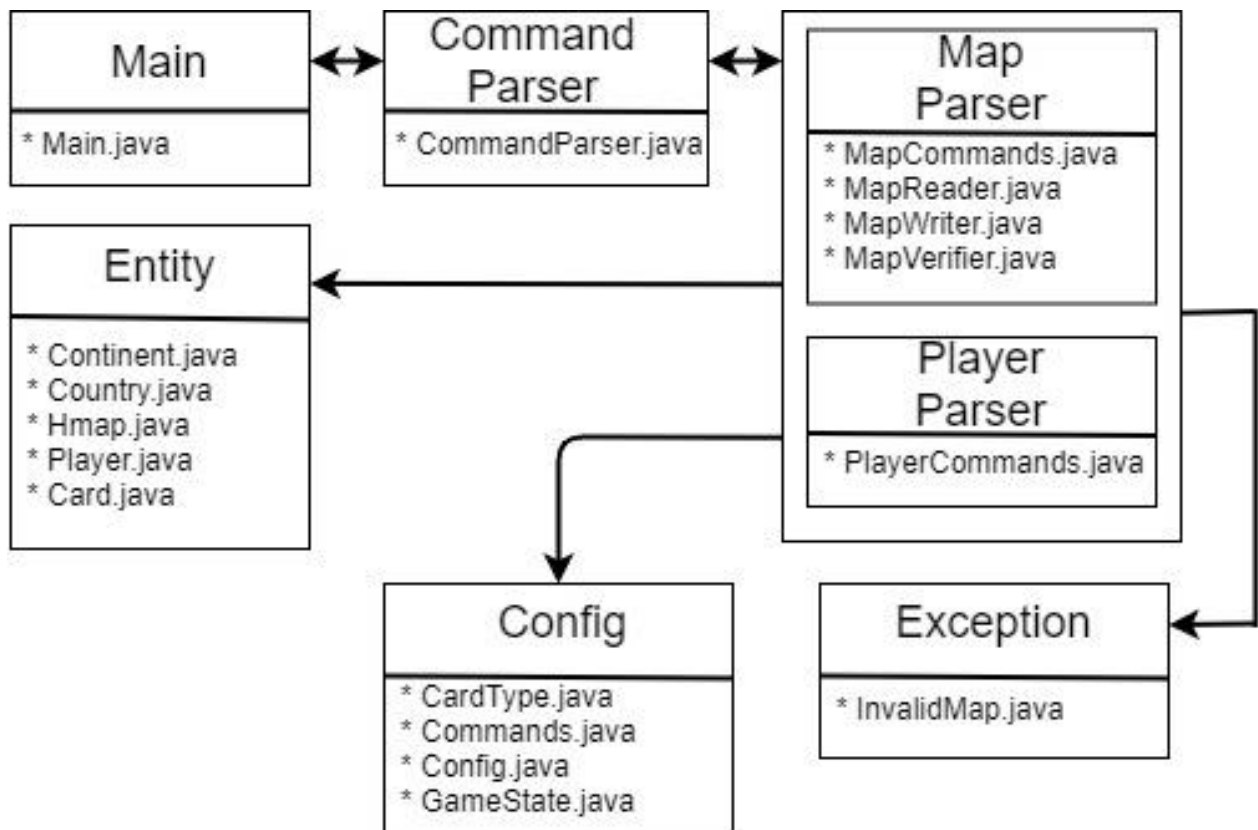 Main
* Main.java
Command
Parser
* CommandParser.java
Map
Parser
* MapCommands.java
* MapReader.java
* MapWriter.java
* MapVerifier.java
Entity
* Continent.java
* Country.java
* Hmap.java
* Player.java
* Card.java
Player
Parser
* PlayerCommands.java
Config
* CardType.java
* Commands.java
* Config.java
* GameState.java
Exception
* InvalidMap.java